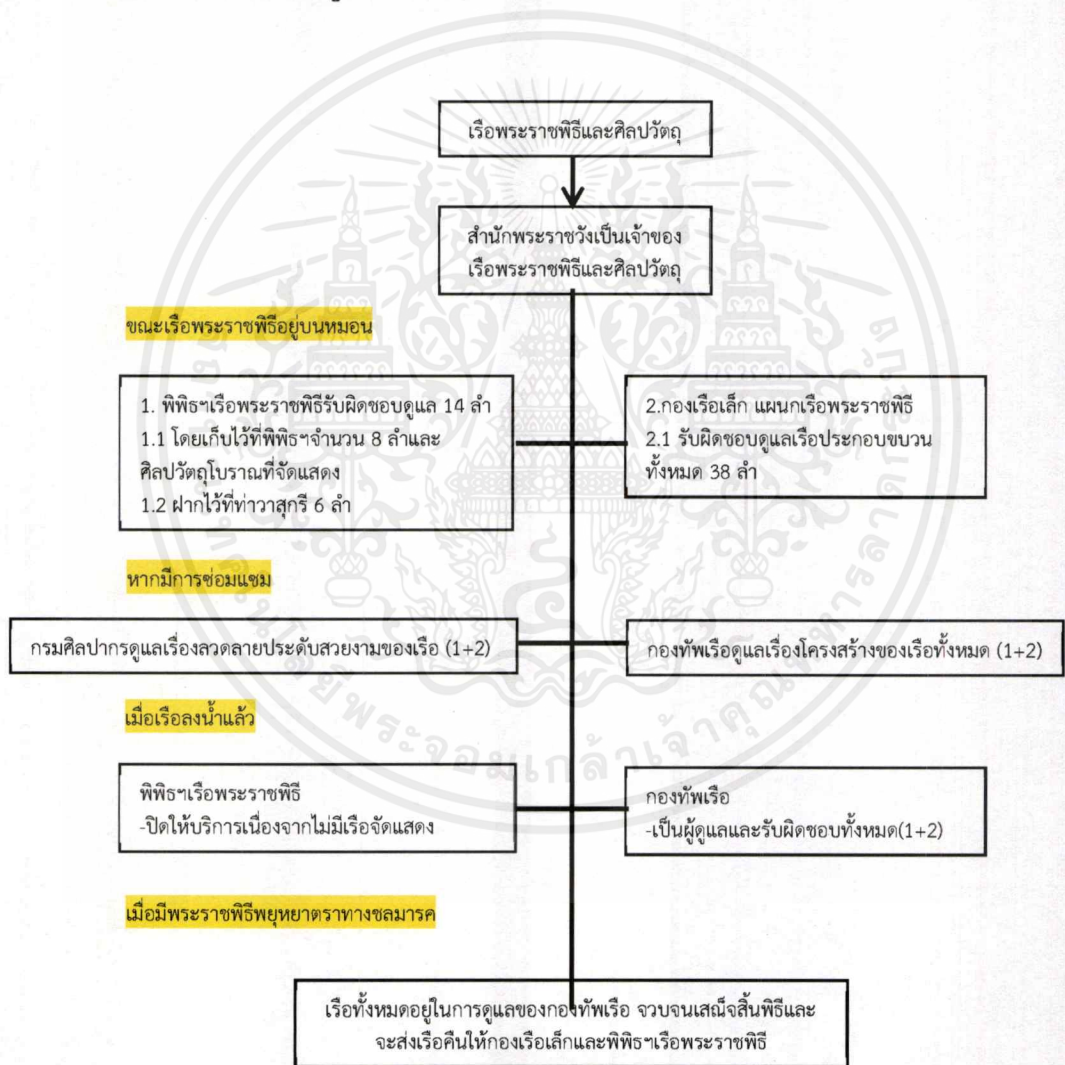 เรือพระราชพิธีและศิลปวัตถุ
สำนักพระราชวังเป็นเจ้าของ
เรือพระราชพิธีและศิลปวัตถุ
ขณะเรือพระราชพิธีอยู่บนหมอน
1. พิพิธฯเรือพระราชพิธีรับผิดชอบดูแล 14 ลำ
1.1 โดยเก็บไว้ที่พิพิธฯจำนวน 8 ลำและ
ศิลปวัตถุโบราณที่จัดแสดง
1.2 ฝากไว้ที่ท่าวาสุกรี 6 ลำ
2.กองเรือเล็ก แผนกเรือพระราชพิธี
2.1 รับผิดชอบดูแลเรือประกอบขบวน
ทั้งหมด 38 ลำ
หากมีการซ่อมแซม
กรมศิลปากรดูแลเรื่องลวดลายประดับสวยงามของเรือ (1+2)
กองทัพเรือดูแลเรื่องโครงสร้างของเรือทั้งหมด (1+2)
เมื่อเรือลงน้ำแล้ว
พิพิธฯเรือพระราชพิธี
-ปิดให้บริการเนื่องจากไม่มีเรือจัดแสดง
กองทัพเรือ
-เป็นผู้ดูแลและรับผิดชอบทั้งหมด(1+2)
เมื่อมีพระราชพิธีพยุหยาตราทางชลมารค
เรือทั้งหมดอยู่ในการดูแลของกองทัพเรือ จวบจนเสณ็จสิ้นพิธีและ
จะส่งเรือคืนให้กองเรือเล็กและพิพิธฯเรือพระราชพิธี